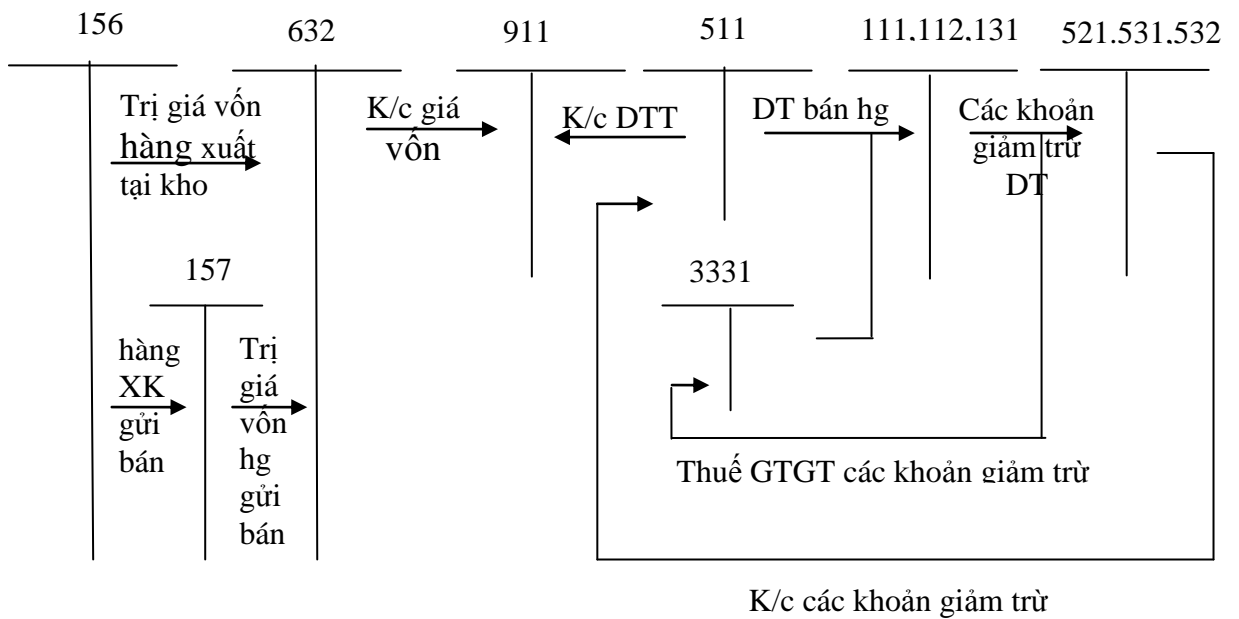 156
632
911
511
111,112,131
521.531,532
Trị giá vốn
hàng xuất
tại kho
K/c giá
vốn
K/c DTT
DT bán hg
Các khoản
giảm trừ
DT
157
3331
hàng
XK
gửi
bán
Trị
giá
vốn
hg
gửi
bán
Thuế GTGT các khoản giảm trừ
K/c các khoản giảm trừ